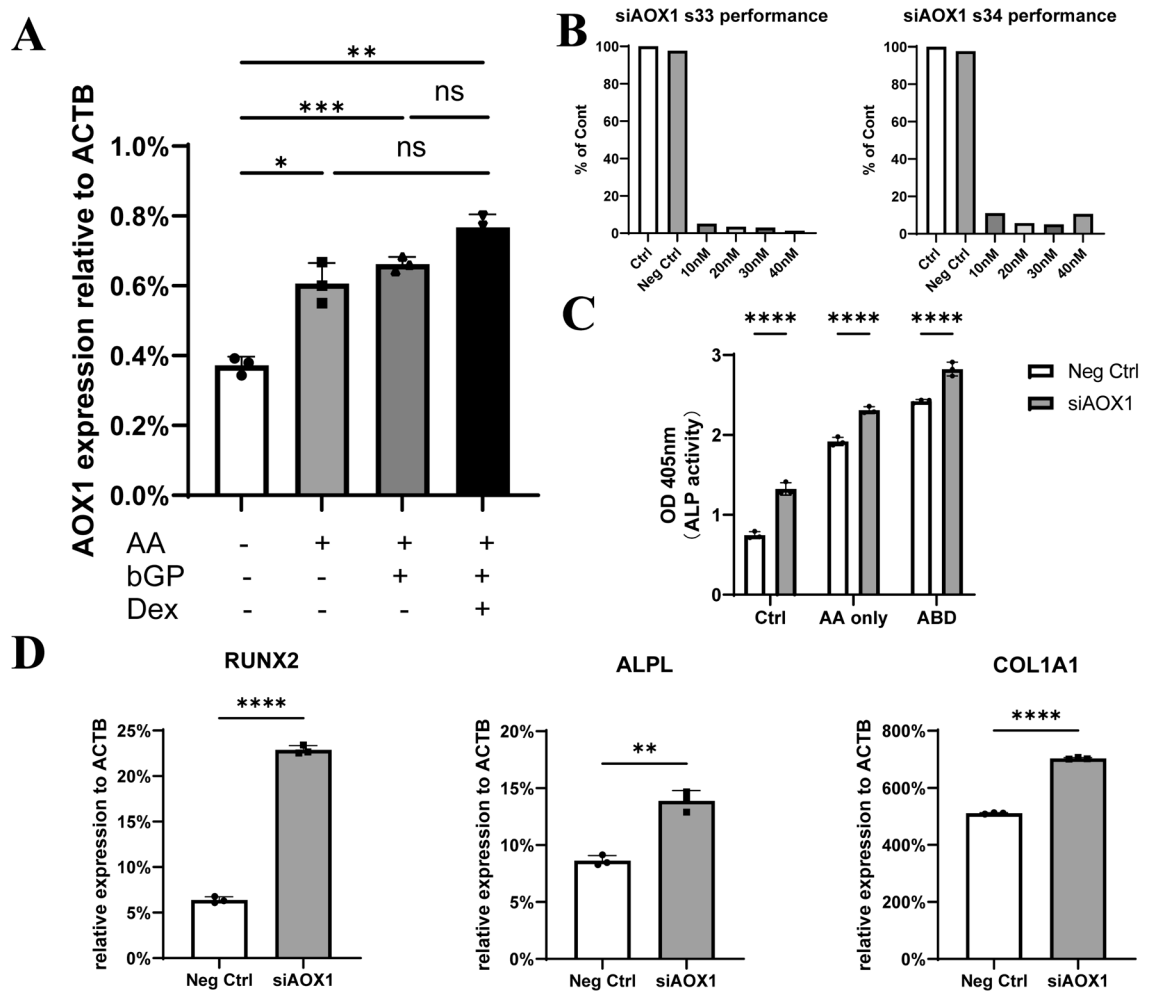 A
**
ns
***
ns
*
AOX1 expression relative to ACTB
1.0%
0.8%
0.6%
0.4%
0.2%
0.0%
AA - + + +
bGP - - + +
Dex - - - +
B
siAOX1 s33 performance
% of Cont
100
80
60
40
20
0
Ctrl
Neg Ctrl
10nM
20nM
30nM
40nM
siAOX1 s34 performance
% of Cont
100
80
60
40
20
0
Ctrl
Neg Ctrl
10nM
20nM
30nM
40nM
C
**** **** ****
OD 405nm
（ALP activity）
3
2
1
0
Ctrl AA only ABD
Neg Ctrl
siAOX1
D
RUNX2
****
relative expression to ACTB
25%
20%
15%
10%
5%
0%
Neg Ctrl siAOX1
ALPL
**
relative expression to ACTB
20%
15%
10%
5%
0%
Neg Ctrl siAOX1
COL1A1
****
relative expression to ACTB
800%
600%
400%
200%
0%
Neg Ctrl siAOX1